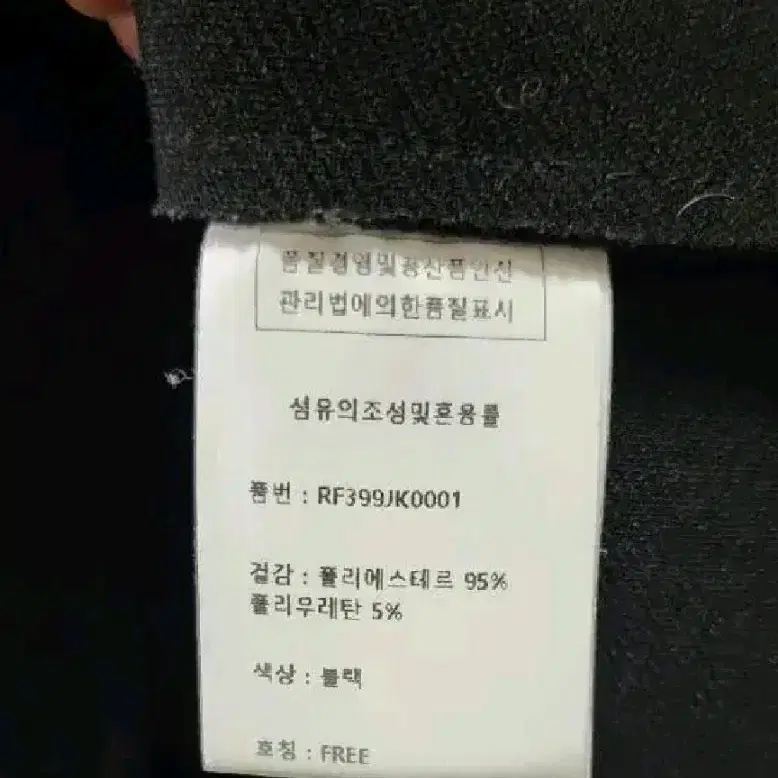 품질경영및공산품안전
관리법에의한품질표시
섬유의조성및혼용률
품번 : RF399JK0001
겉감 : 폴리에스테르 95%
폴리우레탄 5%
색상 : 블랙
호칭 : FREE